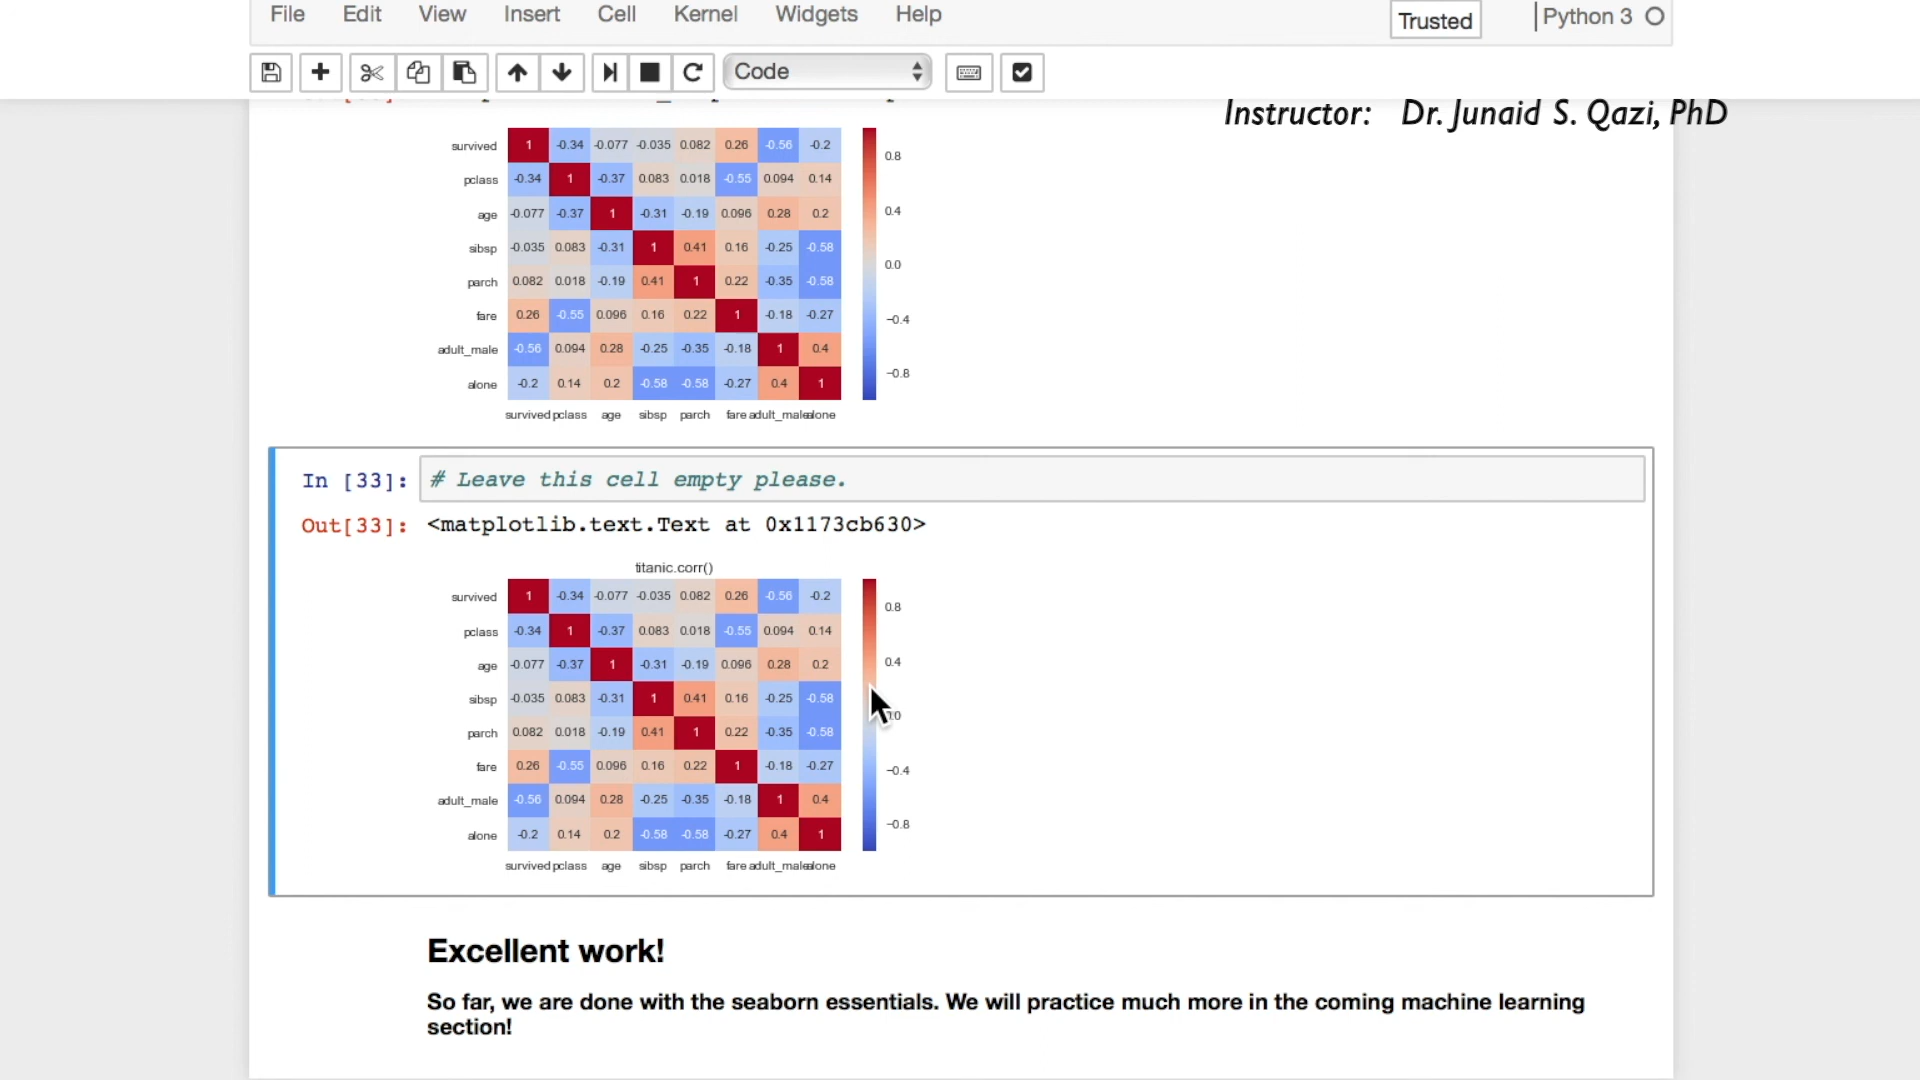 File Edit View Insert Cell Kernel Widgets Help Trusted Python 3
Code
Instructor: Dr. Junaid S. Qazi, PhD
survived 1 -0.34 -0.077 -0.035 0.082 0.26 -0.56 -0.2 0.8
pclass -0.34 1 -0.37 0.083 0.018 -0.55 0.094 0.14
age -0.077 -0.37 1 -0.31 -0.19 0.096 0.28 0.2 0.4
sibsp -0.035 0.083 -0.31 1 0.41 0.16 -0.25 -0.58 0.0
parch 0.082 0.018 -0.19 0.41 1 0.22 -0.35 -0.58
fare 0.26 -0.55 0.096 0.16 0.22 1 -0.18 -0.27 -0.4
adult_male -0.56 0.094 0.28 -0.25 -0.35 -0.18 1 0.4
alone -0.2 0.14 0.2 -0.58 -0.58 -0.27 0.4 1 -0.8
survived pclass age sibsp parch fare adult_male alone
In [33]: # Leave this cell empty please.
Out[33]: <matplotlib.text.Text at 0x1173cb630>
titanic.corr()
survived 1 -0.34 -0.077 -0.035 0.082 0.26 -0.56 -0.2 0.8
pclass -0.34 1 -0.37 0.083 0.018 -0.55 0.094 0.14
age -0.077 -0.37 1 -0.31 -0.19 0.096 0.28 0.2 0.4
sibsp -0.035 0.083 -0.31 1 0.41 0.16 -0.25 -0.58
parch 0.082 0.018 -0.19 0.41 1 0.22 -0.35 -0.58
fare 0.26 -0.55 0.096 0.16 0.22 1 -0.18 -0.27 -0.4
adult_male -0.56 0.094 0.28 -0.25 -0.35 -0.18 1 0.4
alone -0.2 0.14 0.2 -0.58 -0.58 -0.27 0.4 1 -0.8
survived pclass age sibsp parch fare adult_male alone
Excellent work!
So far, we are done with the seaborn essentials. We will practice much more in the coming machine learning
section!